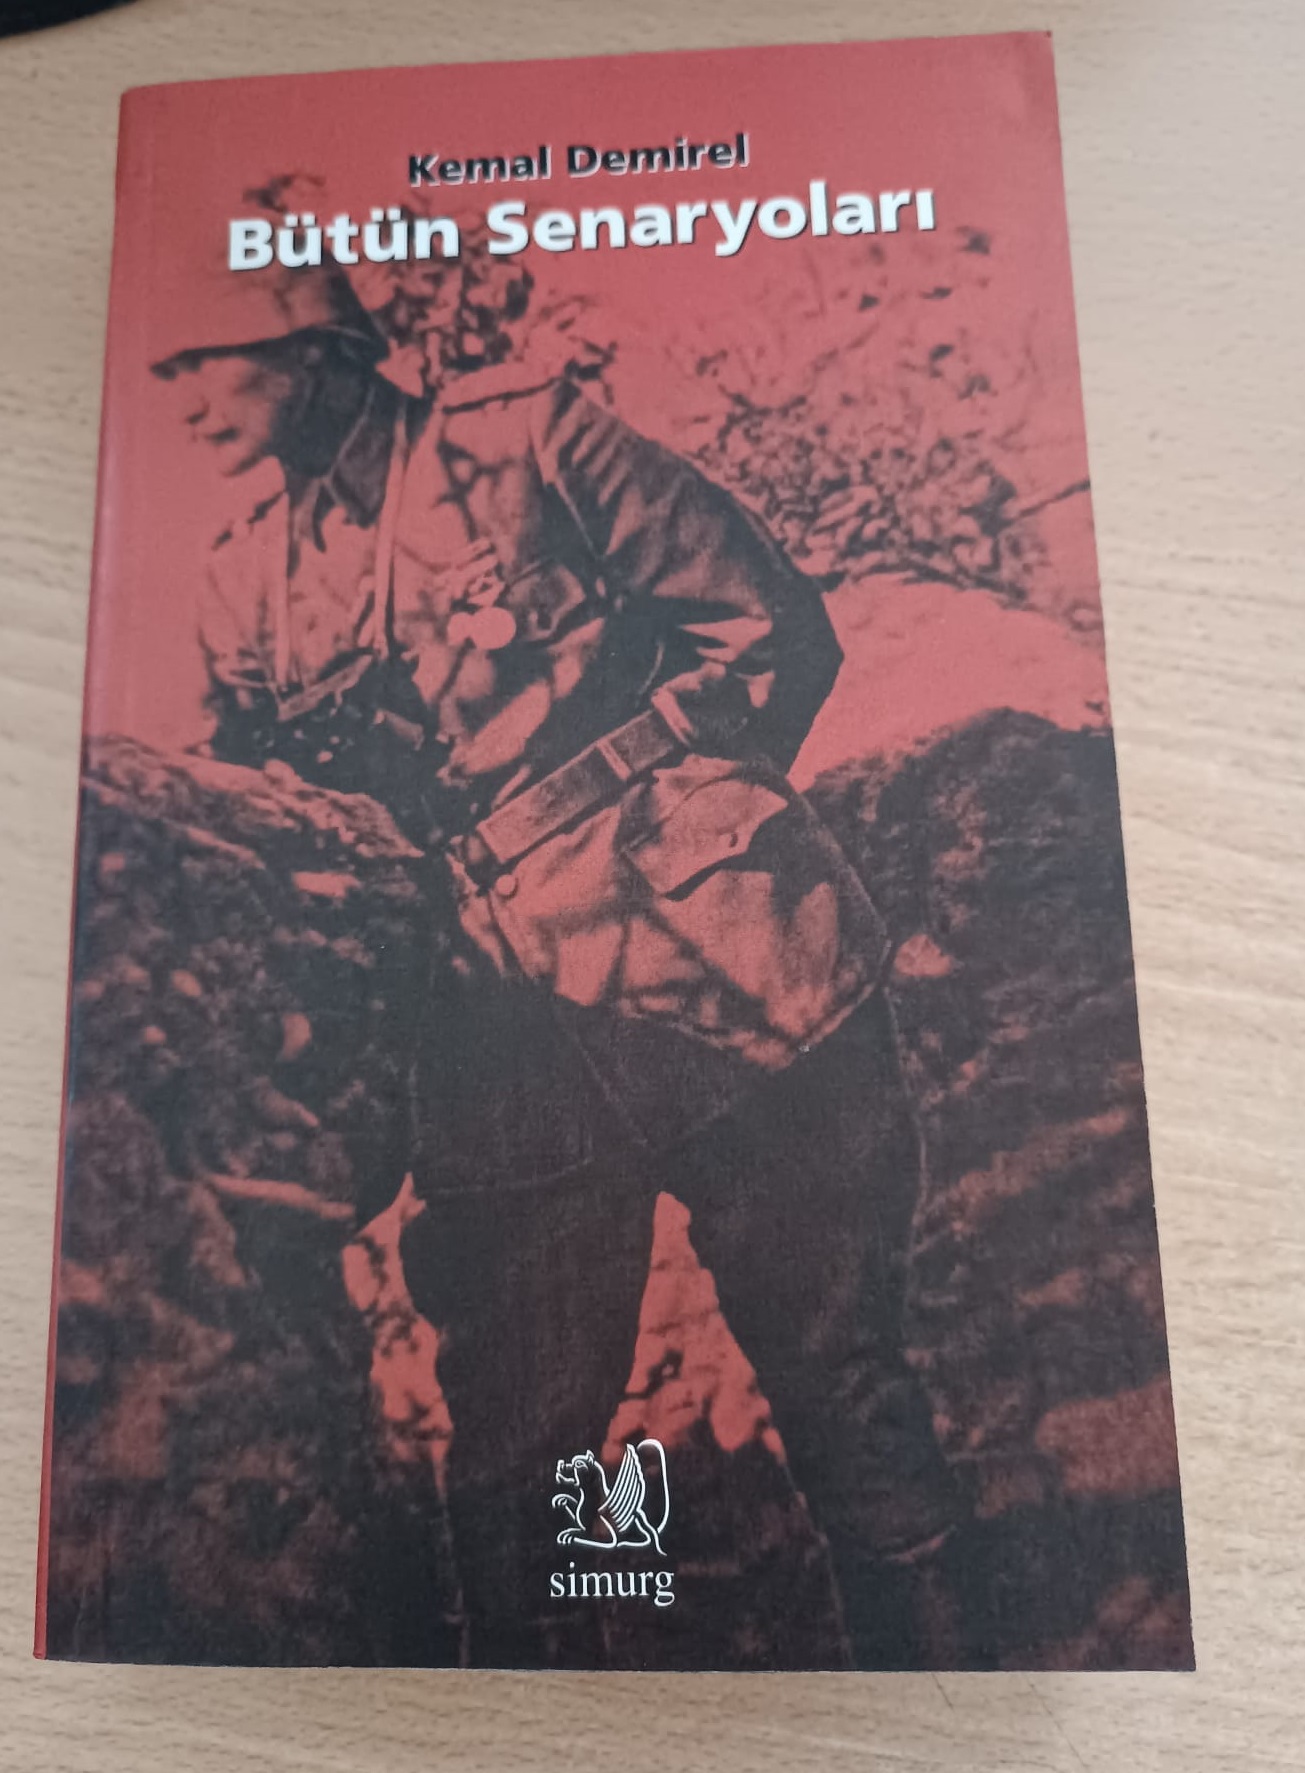 Kemal Demirel
Bütün Senaryoları
simurg